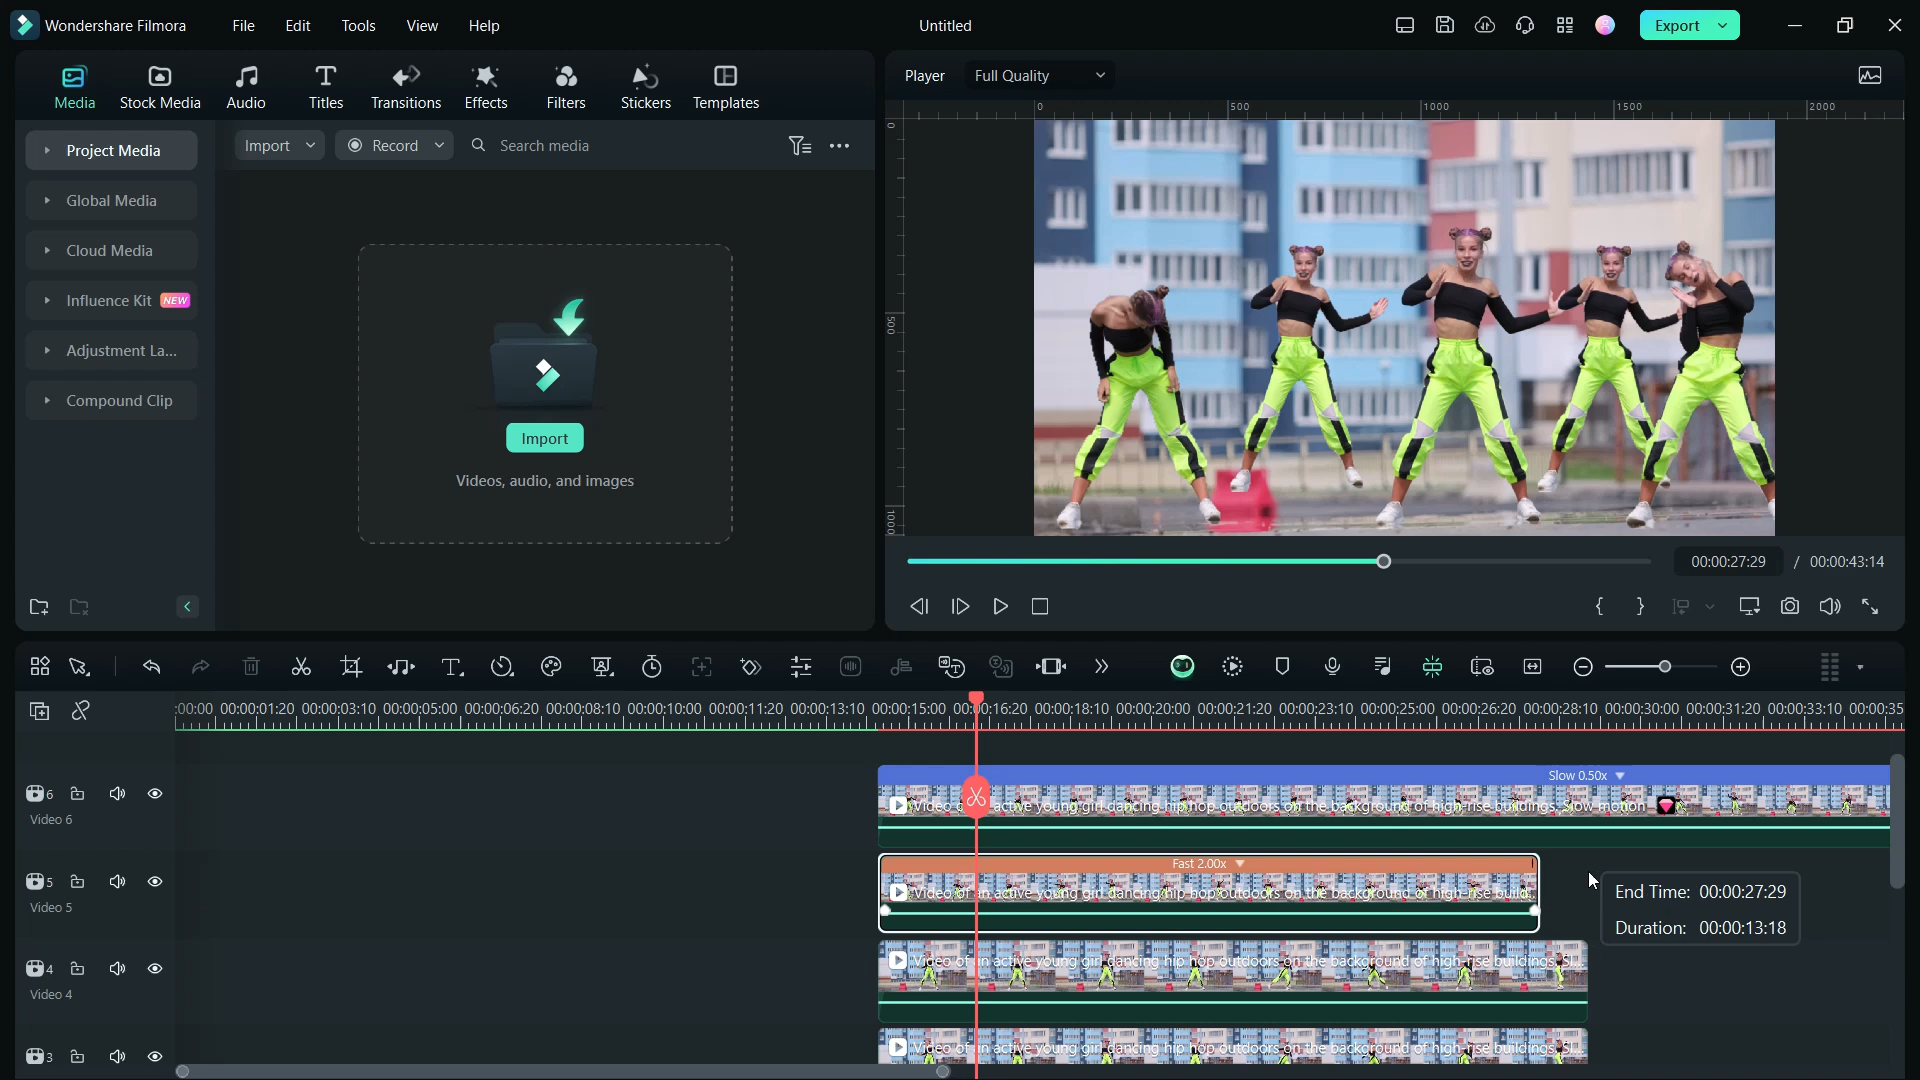 Wondershare Filmora
File
Edit
Tools
View
Help
Untitled
Export
Media
Stock Media
Audio
Titles
Transitions
Effects
Filters
Stickers
Templates
Player
Full Quality
Project Media
Global Media
Cloud Media
Influence Kit NEW
Adjustment La...
Compound Clip
Import
Record
Search media
Import
Videos, audio, and images
0
500
1000
1500
2000
0
500
1000
00:00:27:29 / 00:00:43:14
:00:00 00:00:01:20 00:00:03:10 00:00:05:00 00:00:06:20 00:00:08:10 00:00:10:00 00:00:11:20 00:00:13:10 00:00:15:00 00:00:16:20 00:00:18:10 00:00:20:00 00:00:21:20 00:00:23:10 00:00:25:00 00:00:26:20 00:00:28:10 00:00:30:00 00:00:31:20 00:00:33:10 00:00:35
Slow 0.50x
6
Video 6
Video active young girl dancing hip hop outdoors on the background of high-rise buildings, Slow motion
Fast 2.00x
5
Video 5
Video of an active young girl dancing hip hop outdoors on the background of high-rise build...
End Time: 00:00:27:29
Duration: 00:00:13:18
4
Video 4
Video of an active young girl dancing hip hop outdoors on the background of high-rise buildings, Sl...
3
Video of an active young girl dancing hip hop outdoors on the background of high-rise buildings, Sl...